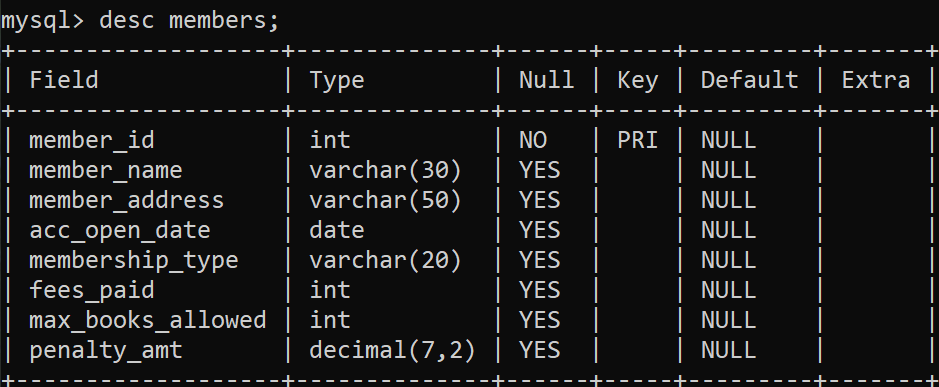 mysql> desc members;
+-------------------+--------------+------+-----+---------+-------+
| Field             | Type         | Null | Key | Default | Extra |
+-------------------+--------------+------+-----+---------+-------+
| member_id         | int          | NO   | PRI | NULL    |       |
| member_name       | varchar(30)  | YES  |     | NULL    |       |
| member_address    | varchar(50)  | YES  |     | NULL    |       |
| acc_open_date     | date         | YES  |     | NULL    |       |
| membership_type   | varchar(20)  | YES  |     | NULL    |       |
| fees_paid         | int          | YES  |     | NULL    |       |
| max_books_allowed | int          | YES  |     | NULL    |       |
| penalty_amt       | decimal(7,2) | YES  |     | NULL    |       |
+-------------------+--------------+------+-----+---------+-------+